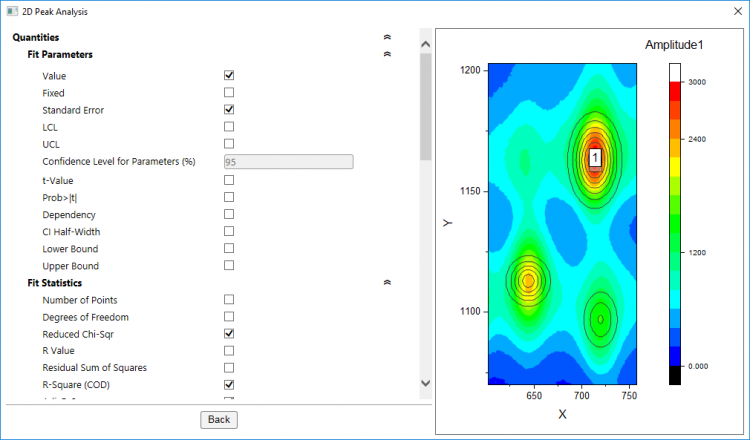 2D Peak Analysis
Quantities
Fit Parameters
Value
Fixed
Standard Error
LCL
UCL
Confidence Level for Parameters (%) 95
t-Value
Prob>|t|
Dependency
CI Half-Width
Lower Bound
Upper Bound
Fit Statistics
Number of Points
Degrees of Freedom
Reduced Chi-Sqr
R Value
Residual Sum of Squares
R-Square (COD)
Back
Amplitude1
1200
1150
1100
Y
1
650 700 750
X
3000
2400
1200
0.000